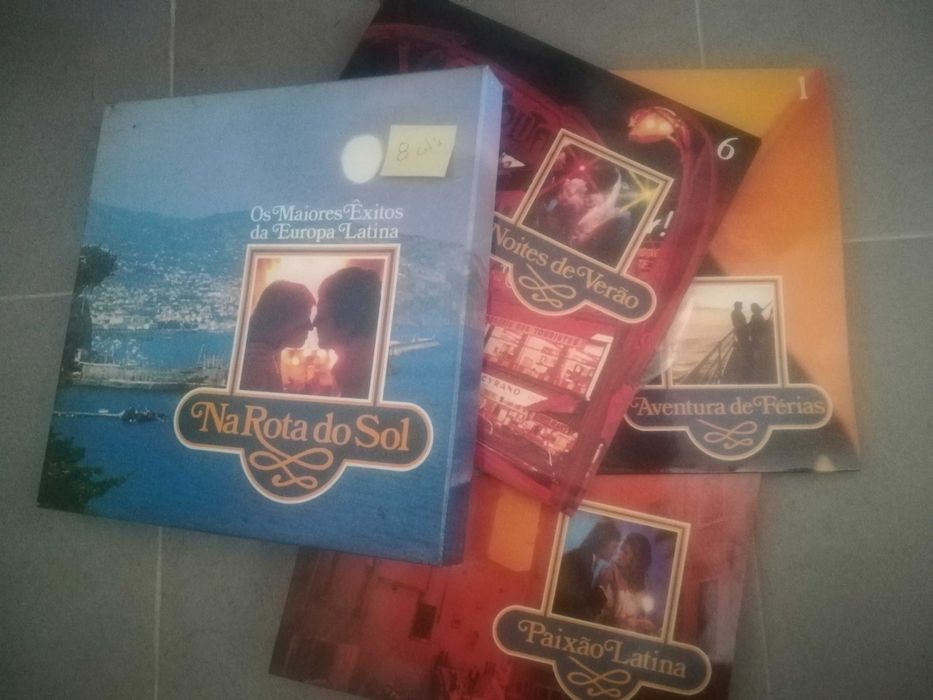 8 cd's
Os Maiores Êxitos
da Europa Latina
Na Rota do Sol
6
Noites de Verão
CYRANO
1
Aventura de Férias
Paixão Latina